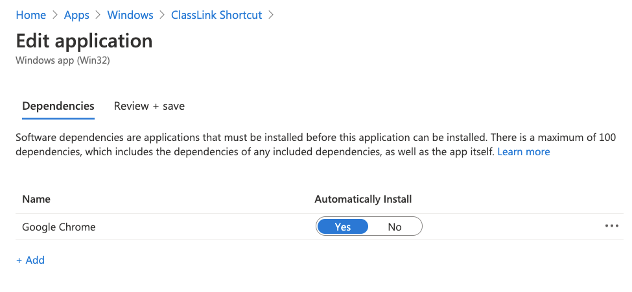 Home > Apps > Windows > ClassLink Shortcut >
Edit application
Windows app (Win32)
Dependencies Review + save
Software dependencies are applications that must be installed before this application can be installed. There is a maximum of 100
dependencies, which includes the dependencies of any included dependencies, as well as the app itself. Learn more
Name Automatically Install
Google Chrome Yes No ...
+ Add